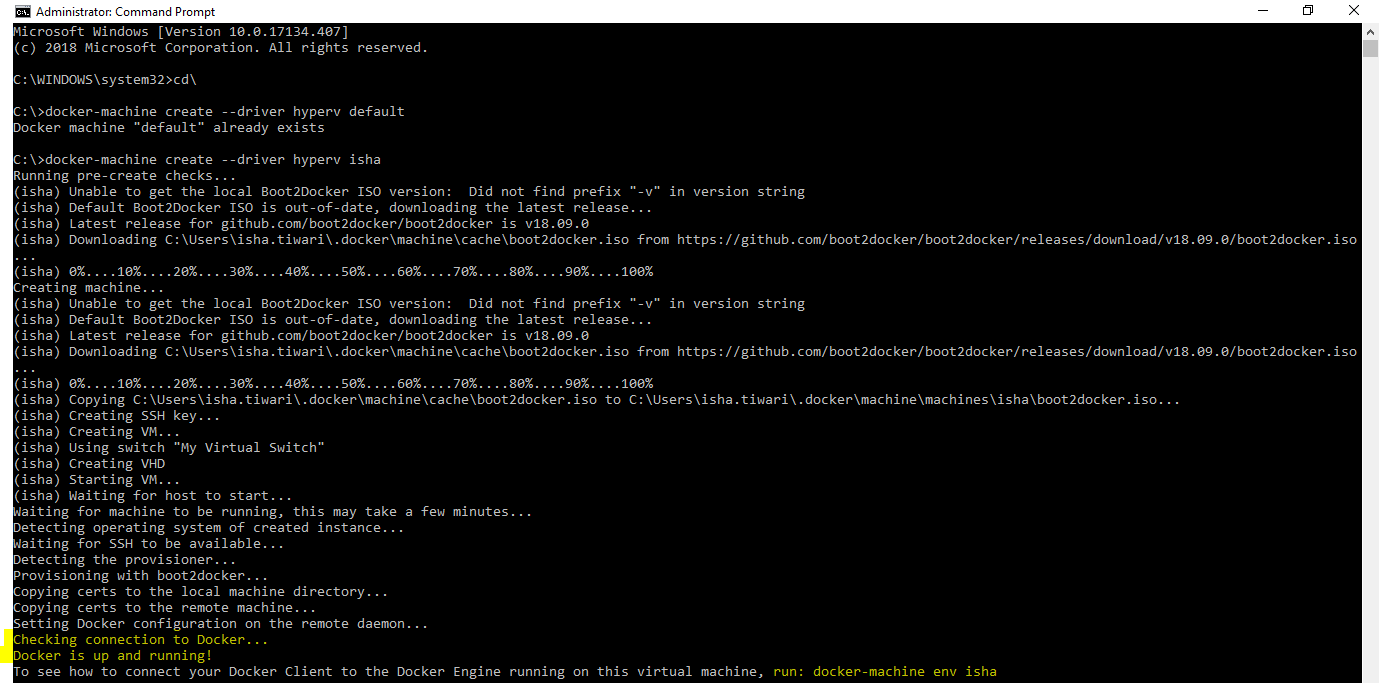 Administrator: Command Prompt
Microsoft Windows [Version 10.0.17134.407]
(c) 2018 Microsoft Corporation. All rights reserved.
C:\WINDOWS\system32>cd\
C:\>docker-machine create --driver hyperv default
Docker machine "default" already exists
C:\>docker-machine create --driver hyperv isha
Running pre-create checks...
(isha) Unable to get the local Boot2Docker ISO version:  Did not find prefix "-v" in version string
(isha) Default Boot2Docker ISO is out-of-date, downloading the latest release...
(isha) Latest release for github.com/boot2docker/boot2docker is v18.09.0
(isha) Downloading C:\Users\isha.tiwari\.docker\machine\cache\boot2docker.iso from https://github.com/boot2docker/boot2docker/releases/download/v18.09.0/boot2docker.iso
...
(isha) 0%....10%....20%....30%....40%....50%....60%....70%....80%....90%....100%
Creating machine...
(isha) Unable to get the local Boot2Docker ISO version:  Did not find prefix "-v" in version string
(isha) Default Boot2Docker ISO is out-of-date, downloading the latest release...
(isha) Latest release for github.com/boot2docker/boot2docker is v18.09.0
(isha) Downloading C:\Users\isha.tiwari\.docker\machine\cache\boot2docker.iso from https://github.com/boot2docker/boot2docker/releases/download/v18.09.0/boot2docker.iso
...
(isha) 0%....10%....20%....30%....40%....50%....60%....70%....80%....90%....100%
(isha) Copying C:\Users\isha.tiwari\.docker\machine\cache\boot2docker.iso to C:\Users\isha.tiwari\.docker\machine\machines\isha\boot2docker.iso...
(isha) Creating SSH key...
(isha) Creating VM...
(isha) Using switch "My Virtual Switch"
(isha) Creating VHD
(isha) Starting VM...
(isha) Waiting for host to start...
Waiting for machine to be running, this may take a few minutes...
Detecting operating system of created instance...
Waiting for SSH to be available...
Detecting the provisioner...
Provisioning with boot2docker...
Copying certs to the local machine directory...
Copying certs to the remote machine...
Setting Docker configuration on the remote daemon...
Checking connection to Docker...
Docker is up and running!
To see how to connect your Docker Client to the Docker Engine running on this virtual machine, run: docker-machine env isha